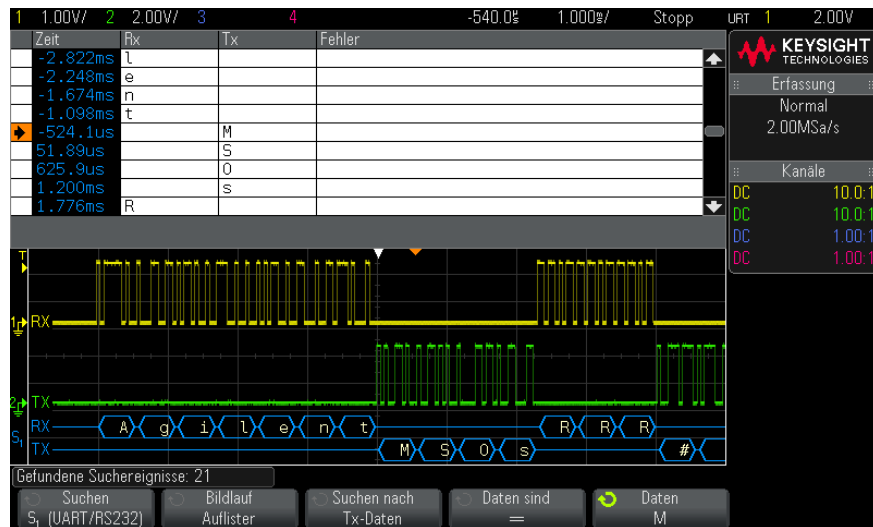 1 1.00V/ 2 2.00V/ 3 4 -540.0µs 1.000ms/ Stopp URT 1 2.00V
Zeit Rx Tx Fehler
-2.822ms l
-2.248ms e
-1.674ms n
-1.098ms t
-524.1us M
51.89us S
625.9us O
1.200ms s
1.776ms R
KEYSIGHT
TECHNOLOGIES
Erfassung
Normal
2.00MSa/s
Kanäle
DC 10.0:1
DC 10.0:1
DC 1.00:1
DC 1.00:1
T
1 RX
2 TX
S1 RX A g i l e n t R R R
TX M S O s #
Gefundene Suchereignisse: 21
Suchen
S1 (UART/RS232)
Bildlauf
Auflister
Suchen nach
Tx-Daten
Daten sind
=
Daten
M